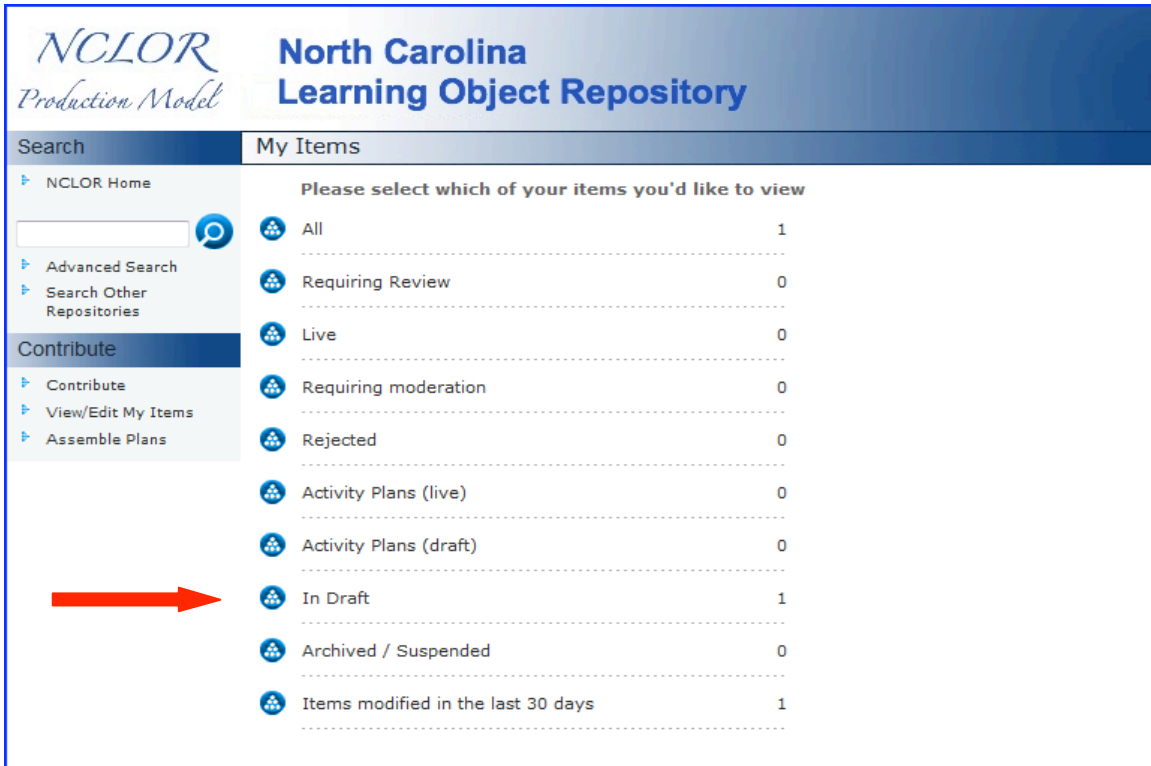 NCLOR
Production Model
North Carolina
Learning Object Repository
Search
NCLOR Home
Advanced Search
Search Other
Repositories
Contribute
Contribute
View/Edit My Items
Assemble Plans
My Items
Please select which of your items you'd like to view
All 1
Requiring Review 0
Live 0
Requiring moderation 0
Rejected 0
Activity Plans (live) 0
Activity Plans (draft) 0
In Draft 1
Archived / Suspended 0
Items modified in the last 30 days 1